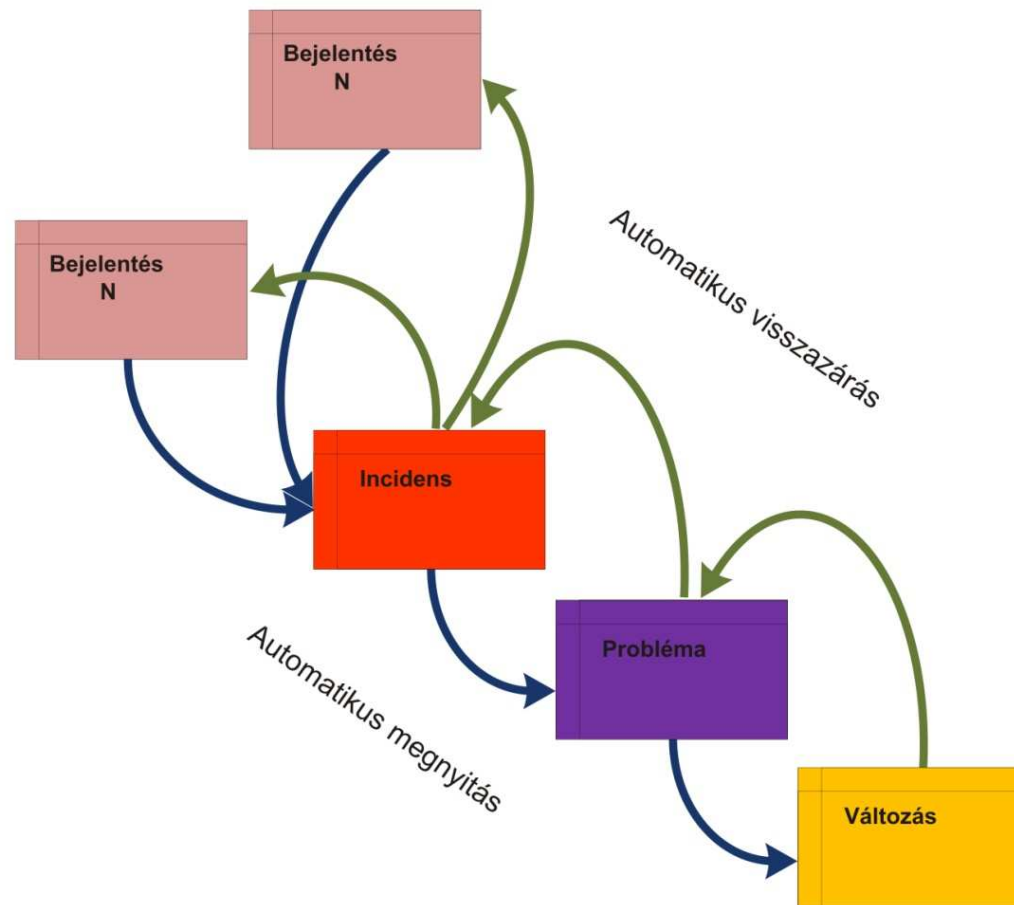 Bejelentés
N
Bejelentés
N
Automatikus visszazárás
Incidens
Automatikus megnyitás
Probléma
Változás